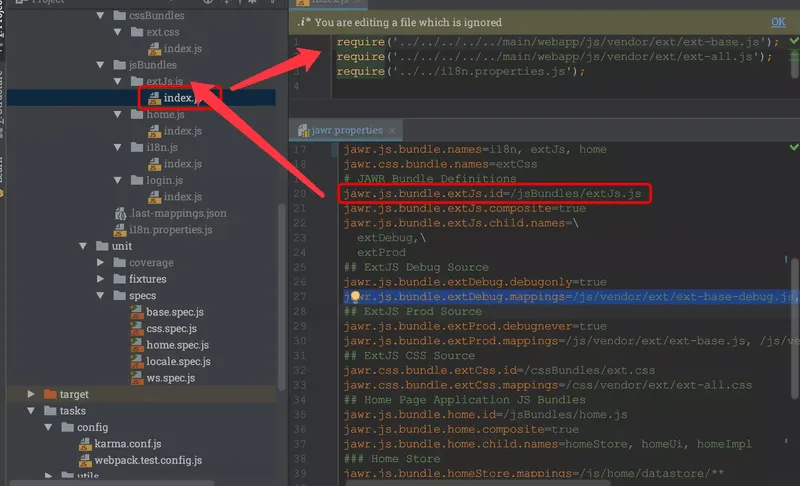 cssBundles
ext.css
index.js
jsBundles
extJs.js
index.j
home.js
index.js
i18n.js
index.js
login.js
index.js
.last-mappings.json
i18n.properties.js
unit
coverage
fixtures
specs
base.spec.js
css.spec.js
home.spec.js
locale.spec.js
ws.spec.js
target
tasks
config
karma.conf.js
webpack.test.config.js
utils
.i* You are editing a file which is ignored OK
1 require('../../../../../main/webapp/js/vendor/ext/ext-base.js');
2 require('../../../../../main/webapp/js/vendor/ext/ext-all.js');
3 require('../../i18n.properties.js');
4
jawr.properties
17 jawr.js.bundle.names=i18n, extJs, home
18 jawr.css.bundle.names=extCss
19 # JAWR Bundle Definitions
20 jawr.js.bundle.extJs.id=/jsBundles/extJs.js
21 jawr.js.bundle.extJs.composite=true
22 jawr.js.bundle.extJs.child.names=\
23 extDebug,\
24 extProd
25 ## ExtJS Debug Source
26 jawr.js.bundle.extDebug.debugonly=true
27 jawr.js.bundle.extDebug.mappings=/js/vendor/ext/ext-base-debug.js,
28 ## ExtJS Prod Source
29 jawr.js.bundle.extProd.debugnever=true
30 jawr.js.bundle.extProd.mappings=/js/vendor/ext/ext-base.js, /js/ve
31 ## ExtJS CSS Source
32 jawr.css.bundle.extCss.id=/cssBundles/ext.css
33 jawr.css.bundle.extCss.mappings=/css/vendor/ext/ext-all.css
34 ## Home Page Application JS Bundles
35 jawr.js.bundle.home.id=/jsBundles/home.js
36 jawr.js.bundle.home.composite=true
37 jawr.js.bundle.home.child.names=homeStore, homeUi, homeImpl
38 ### Home Store
39 jawr.js.bundle.homeStore.mappings=/js/home/datastore/**